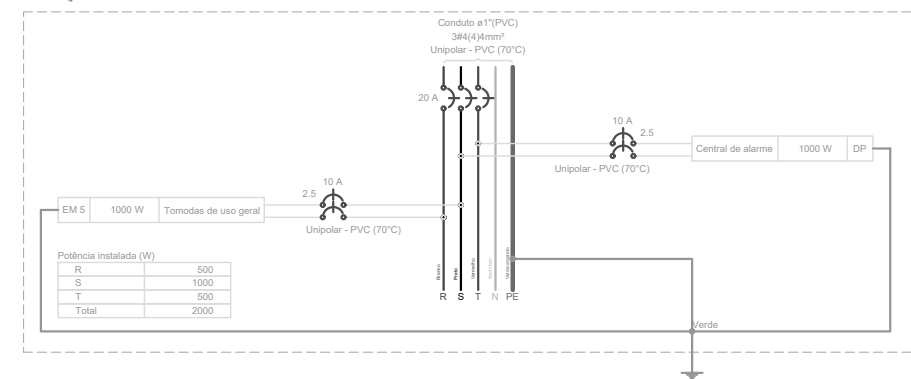 Conduto ø1"(PVC)
3#4(4)4mm²
Unipolar - PVC (70°C)
20 A
10 A
2.5
Central de alarme 1000 W DP
Unipolar - PVC (70°C)
10 A
2.5
EM 5 1000 W Tomodas de uso geral
Unipolar - PVC (70°C)
Potência instalada (W)
R 500
S 1000
T 500
Total 2000
Branco
Preto
Vermelho
R S T N PE
Verde